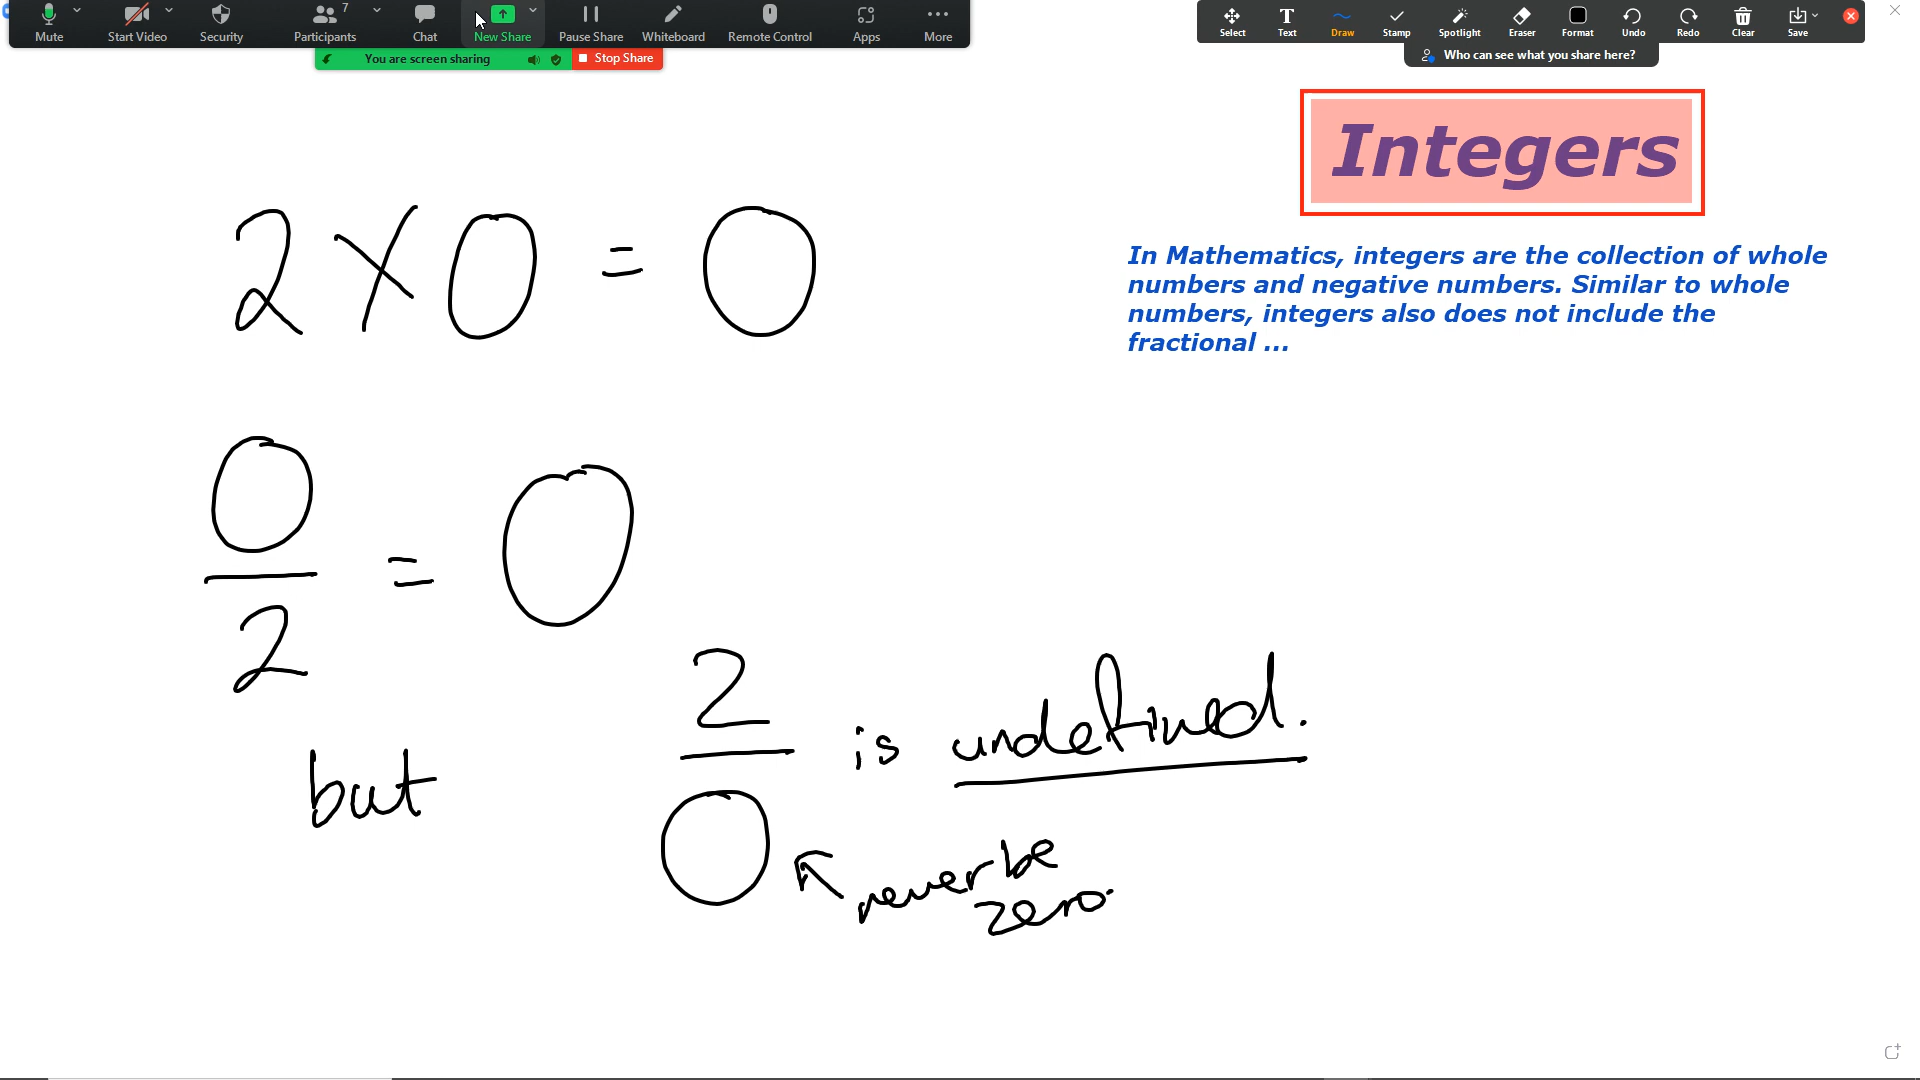 Mute
Start Video
Security
Participants
7
Chat
New Share
Pause Share
Whiteboard
Remote Control
Apps
More
You are screen sharing
Stop Share
Select
Text
Draw
Stamp
Spotlight
Eraser
Format
Undo
Redo
Clear
Save
Who can see what you share here?
Integers
In Mathematics, integers are the collection of whole
numbers and negative numbers. Similar to whole
numbers, integers also does not include the
fractional ...
2 × 0 = 0
0
— = 0
2
but
2
— is undefined.
0
never be
zero